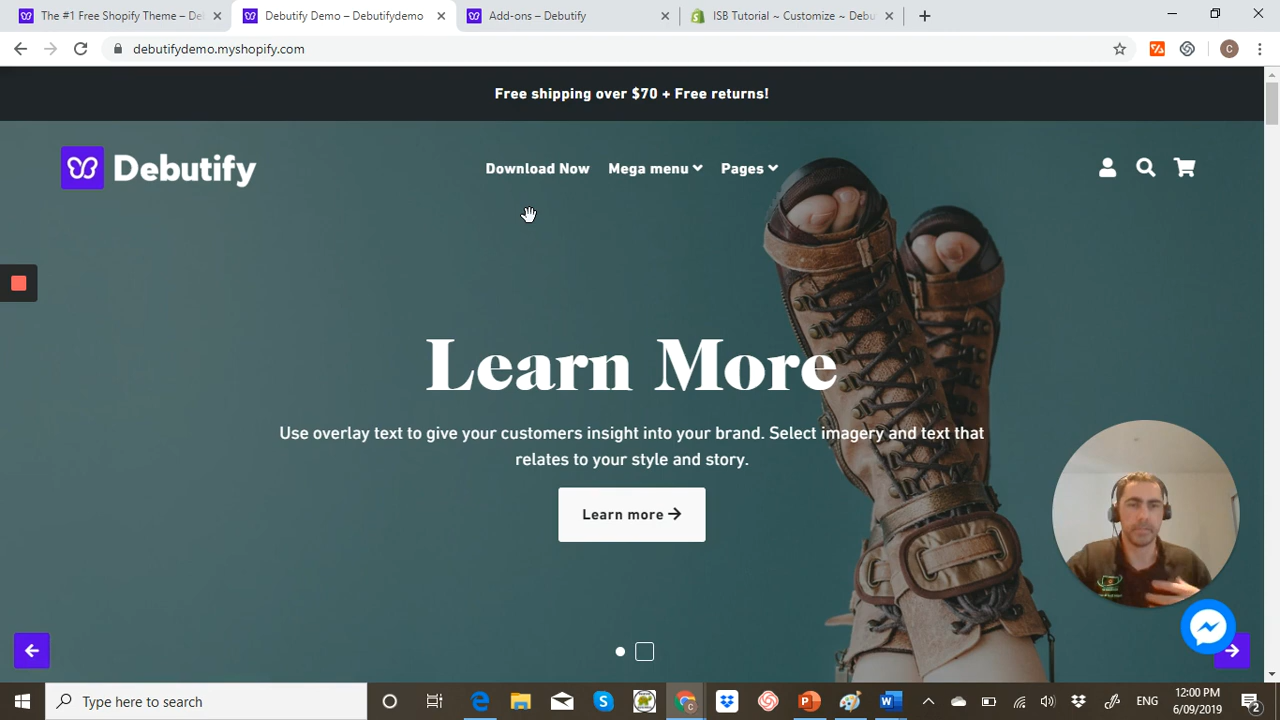 The #1 Free Shopify Theme – De
Debutify Demo – Debutifydemo
Add-ons – Debutify
ISB Tutorial ~ Customize ~ Debu
debutifydemo.myshopify.com
C
Free shipping over $70 + Free returns!
Debutify
Download Now
Mega menu
Pages
Learn More
Use overlay text to give your customers insight into your brand. Select imagery and text that
relates to your style and story.
Learn more
Type here to search
ENG
12:00 PM
6/09/2019
2